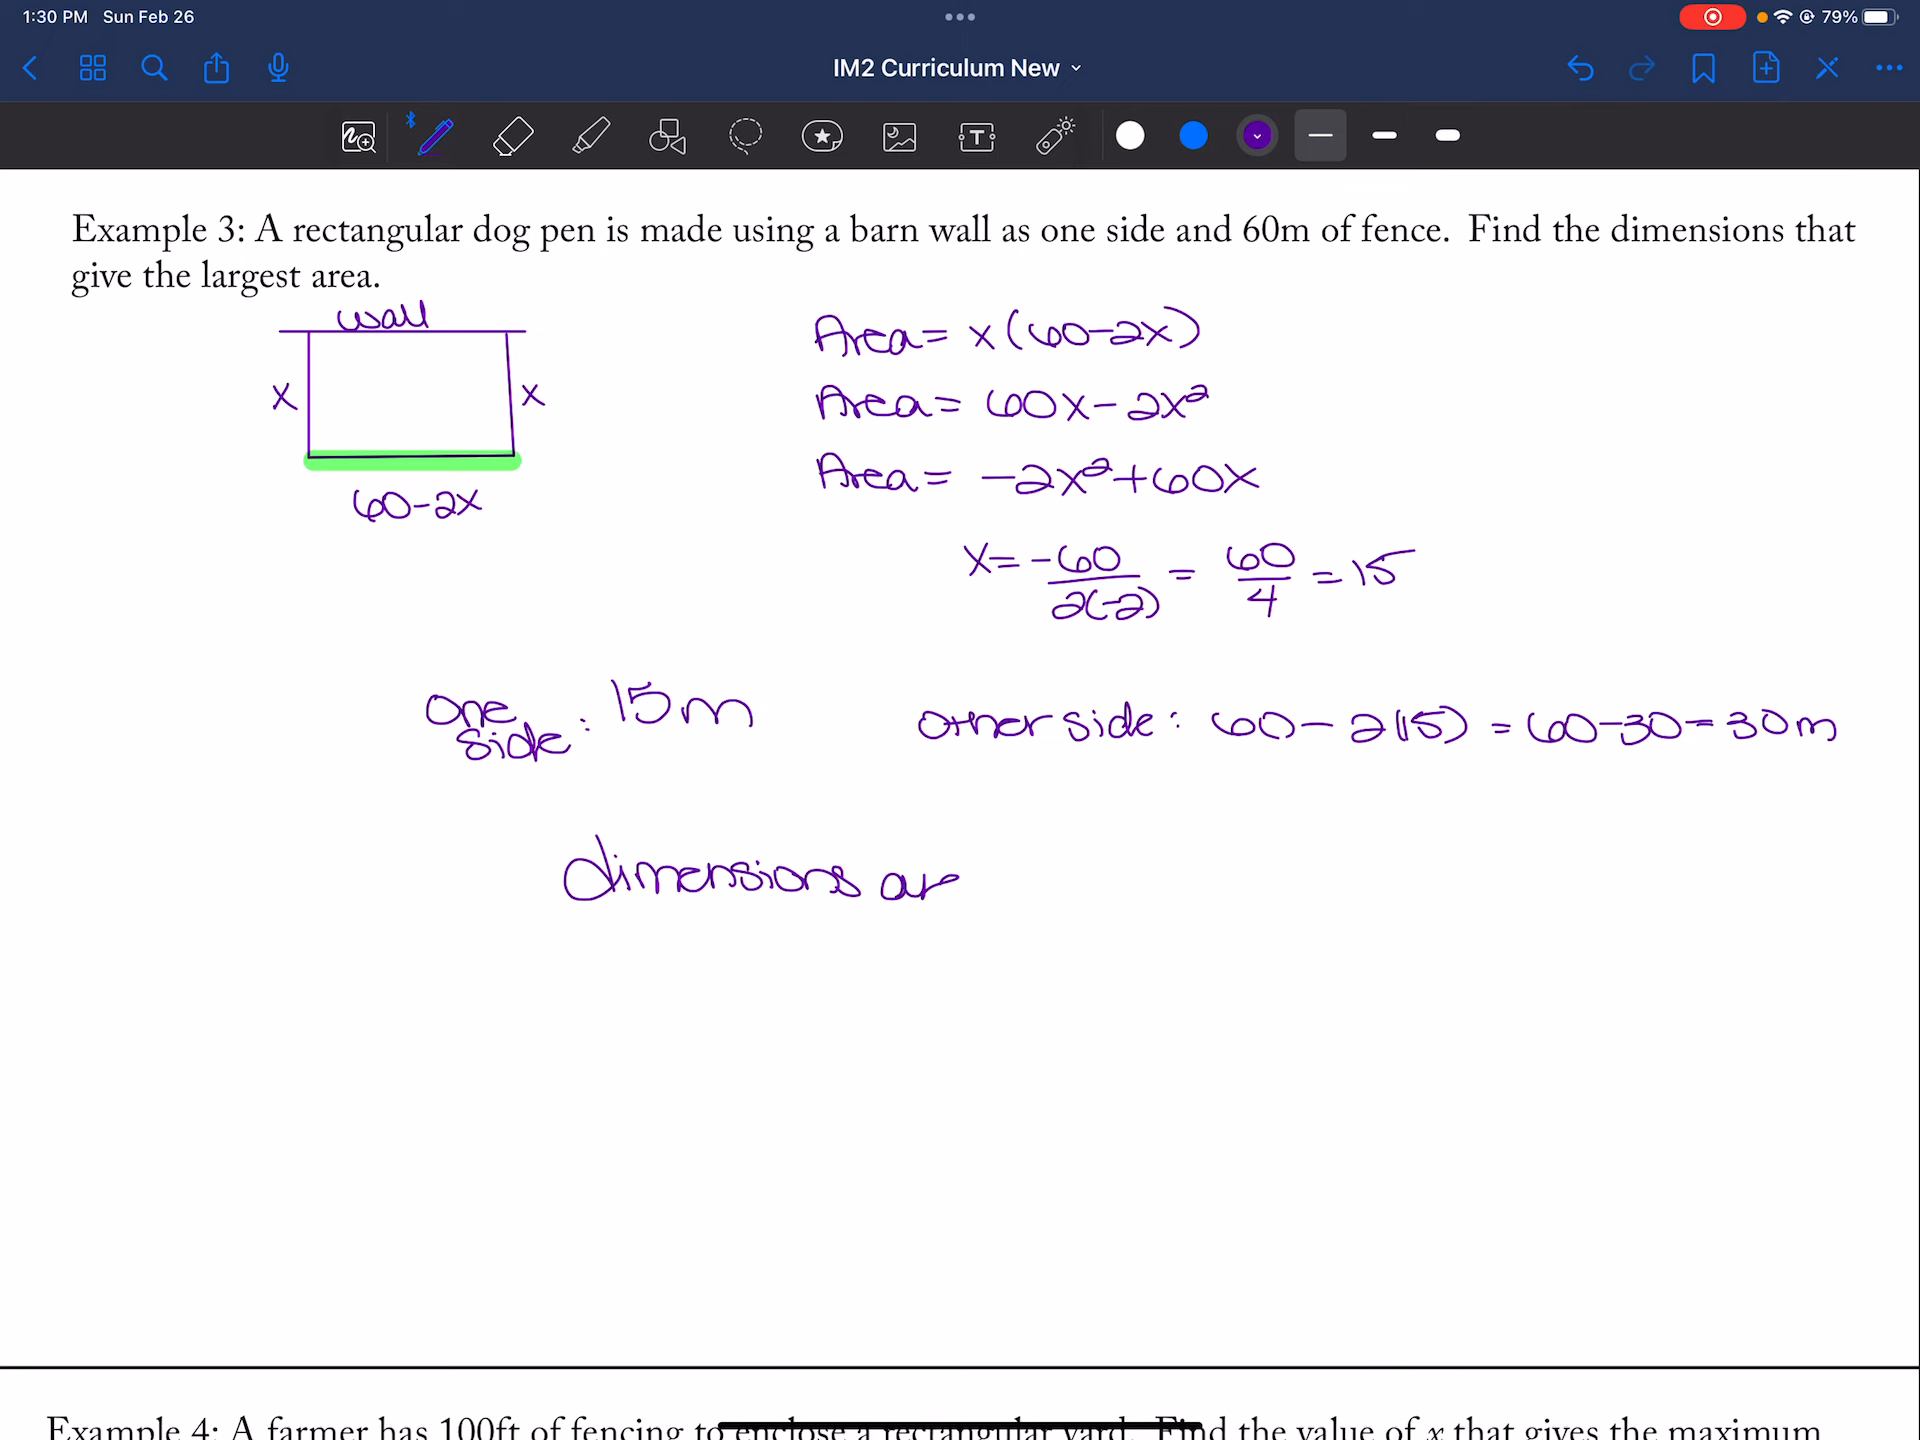 1:30 PM Sun Feb 26
79%
IM2 Curriculum New
T
Example 3: A rectangular dog pen is made using a barn wall as one side and 60m of fence. Find the dimensions that
give the largest area.
wall
x x
60-2x
Area= x(60-2x)
Area= 60x-2x²
Area= -2x²+60x
x= -60/2(-2) = 60/4 = 15
One side: 15m
Other side: 60-2(15) = 60-30=30m
dimensions are
Example 4: A farmer has 100ft of fencing to enclose a rectangular yard. Find the value of x that gives the maximum